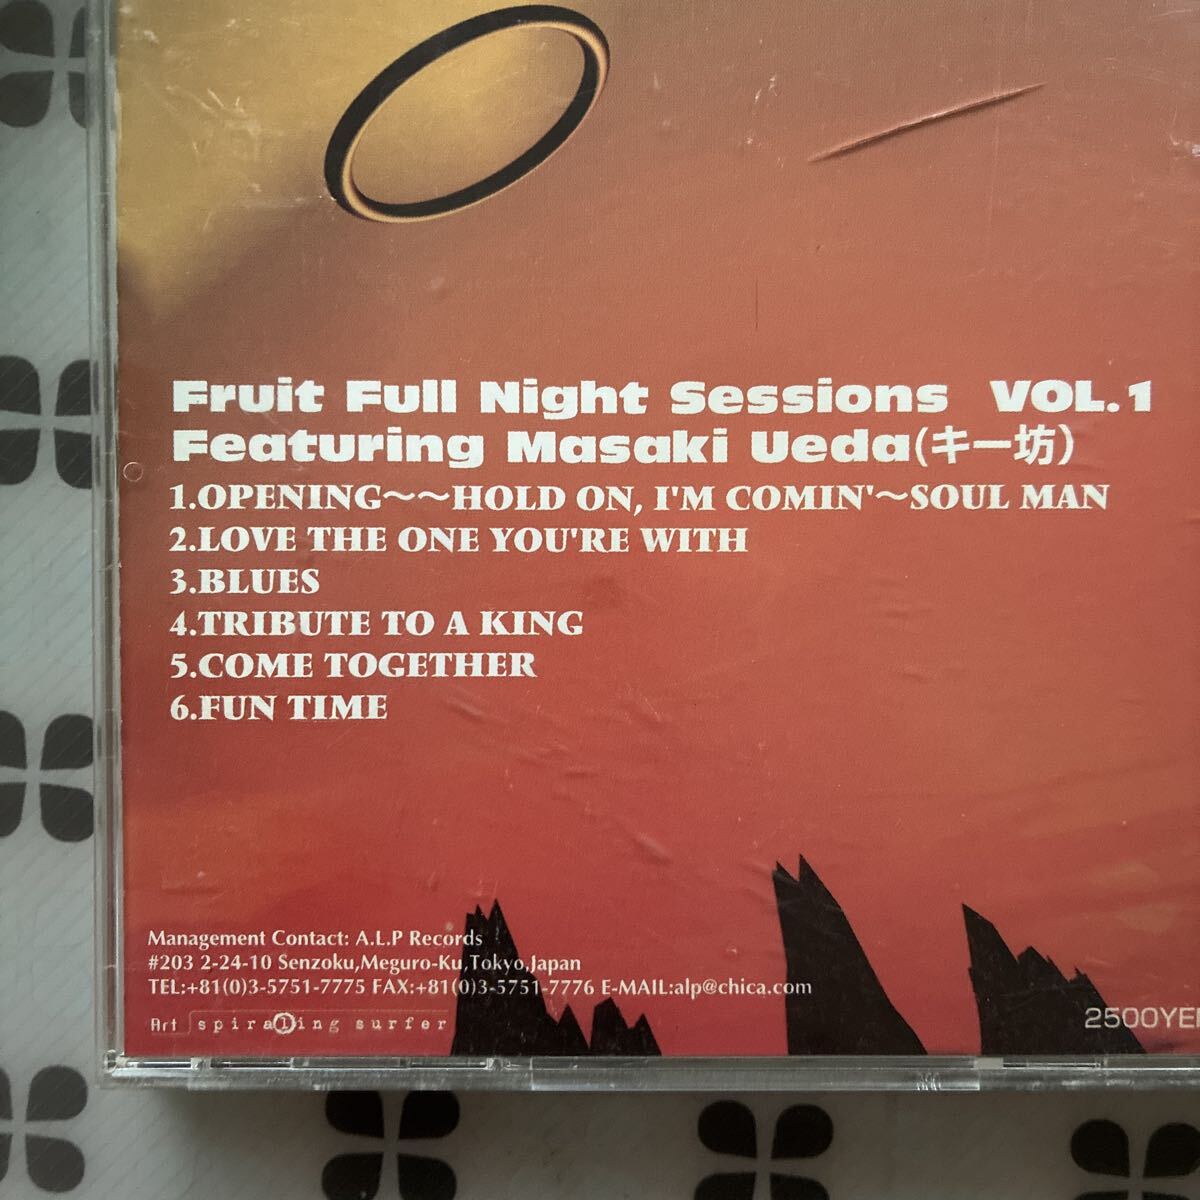 Fruit Full Night Sessions VOL.1
Featuring Masaki Ueda(キー坊)
1.OPENING～～HOLD ON, I'M COMIN'～SOUL MAN
2.LOVE THE ONE YOU'RE WITH
3.BLUES
4.TRIBUTE TO A KING
5.COME TOGETHER
6.FUN TIME
Management Contact: A.L.P Records
#203 2-24-10 Senzoku,Meguro-Ku,Tokyo,Japan
TEL:+81(0)3-5751-7775 FAX:+81(0)3-5751-7776 E-MAIL:alp@chica.com
Art spiraling surfer
2500YE